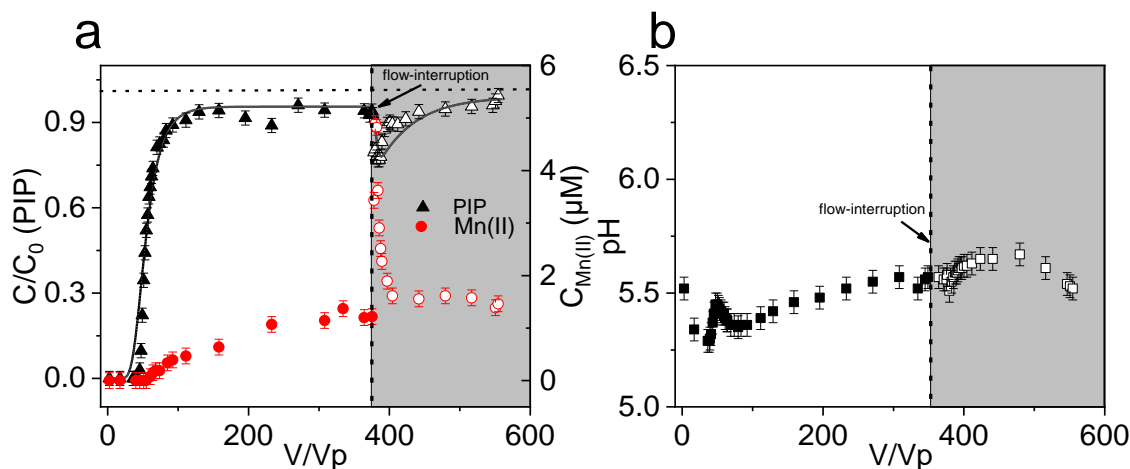 a
b
C/C0 (PIP)
0.9
0.6
0.3
0.0
flow-interruption
PIP
Mn(II)
6
4
2
0
CMn(II) (µM)
0
200
400
600
V/Vp
pH
6.5
6.0
5.5
5.0
flow-interruption
0
200
400
600
V/Vp